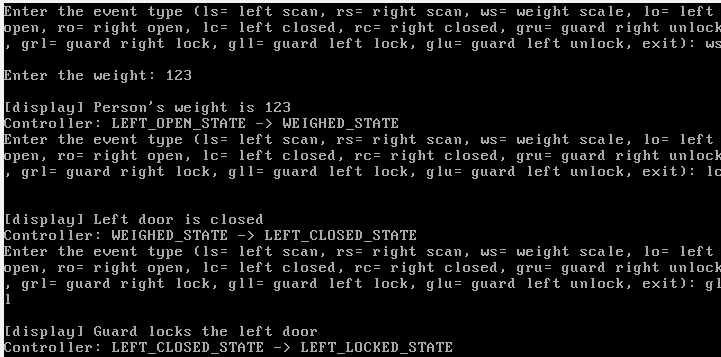 Enter the event type (ls= left scan, rs= right scan, ws= weight scale, lo= left
open, ro= right open, lc= left closed, rc= right closed, gru= guard right unlock
, grl= guard right lock, gll= guard left lock, glu= guard left unlock, exit): ws
Enter the weight: 123
[display] Person's weight is 123
Controller: LEFT_OPEN_STATE -> WEIGHED_STATE
Enter the event type (ls= left scan, rs= right scan, ws= weight scale, lo= left
open, ro= right open, lc= left closed, rc= right closed, gru= guard right unlock
, grl= guard right lock, gll= guard left lock, glu= guard left unlock, exit): lc
[display] Left door is closed
Controller: WEIGHED_STATE -> LEFT_CLOSED_STATE
Enter the event type (ls= left scan, rs= right scan, ws= weight scale, lo= left
open, ro= right open, lc= left closed, rc= right closed, gru= guard right unlock
, grl= guard right lock, gll= guard left lock, glu= guard left unlock, exit): gl
l
[display] Guard locks the left door
Controller: LEFT_CLOSED_STATE -> LEFT_LOCKED_STATE